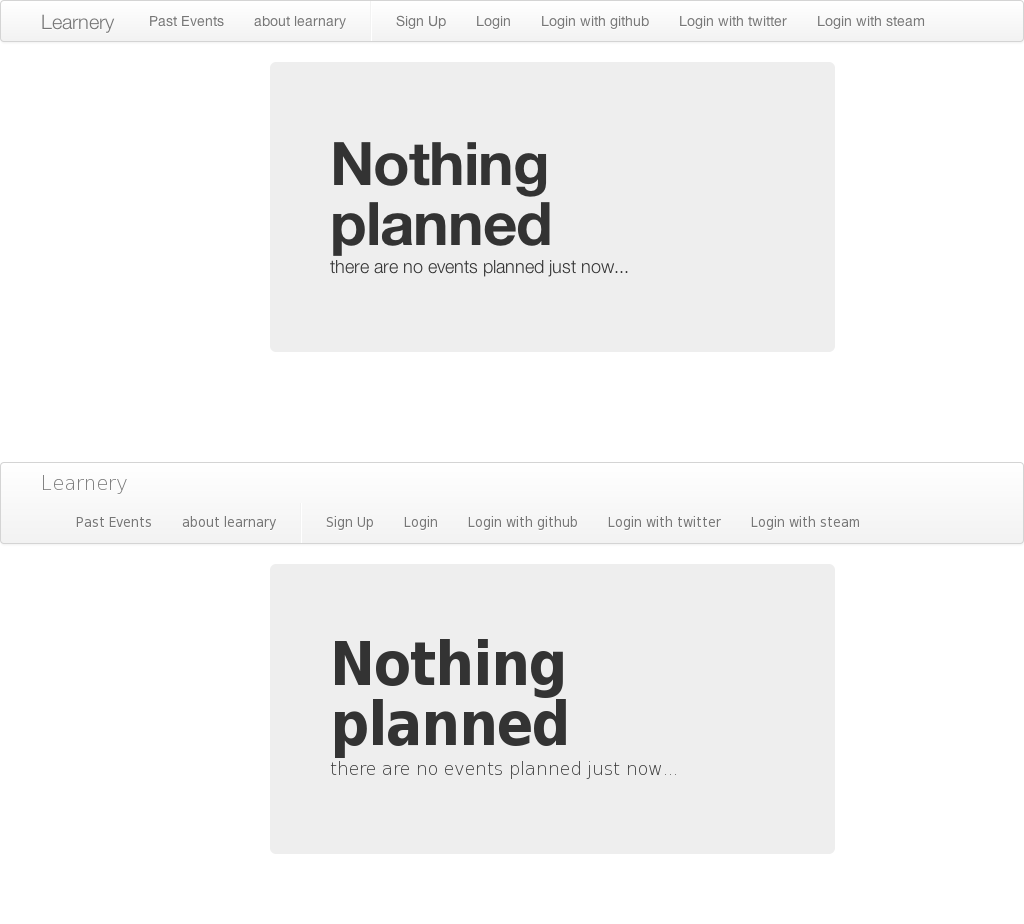 Learnery Past Events about learnary Sign Up Login Login with github Login with twitter Login with steam
Nothing
planned
there are no events planned just now...
Learnery
Past Events about learnary Sign Up Login Login with github Login with twitter Login with steam
Nothing
planned
there are no events planned just now...